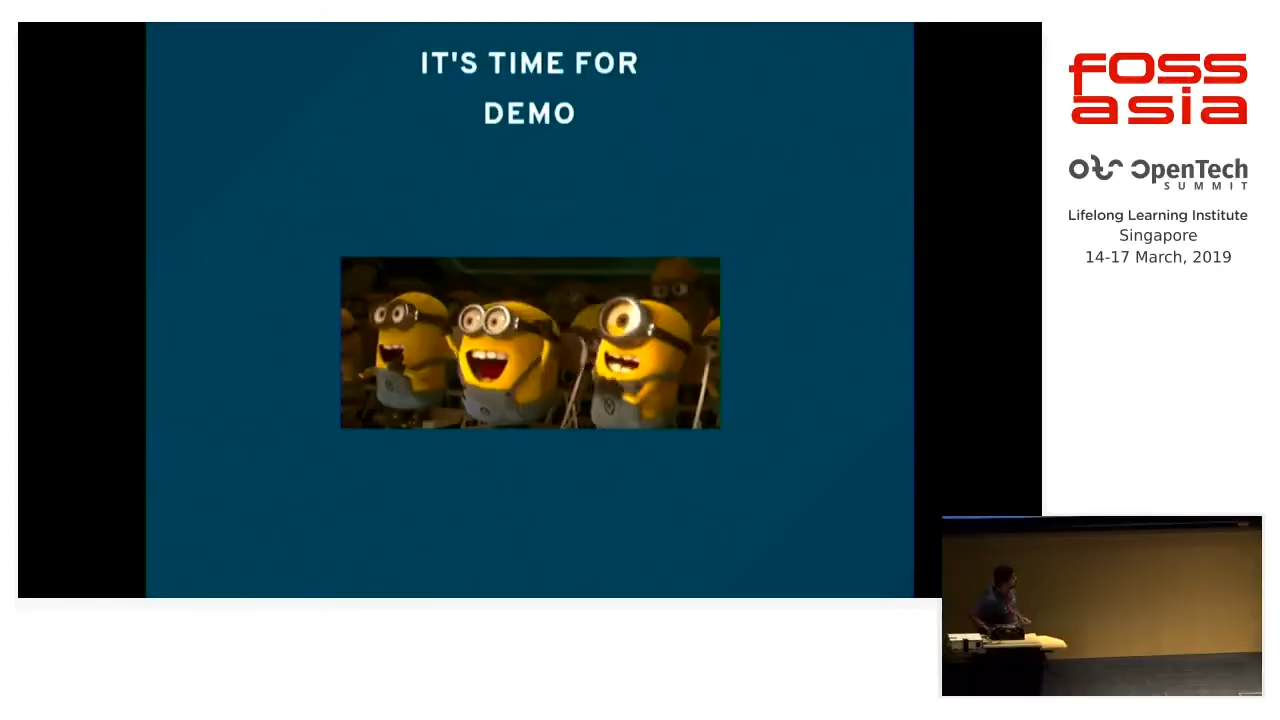 IT'S TIME FOR
DEMO
fOSS
asia
OpenTech
SUMMIT
Lifelong Learning Institute
Singapore
14-17 March, 2019